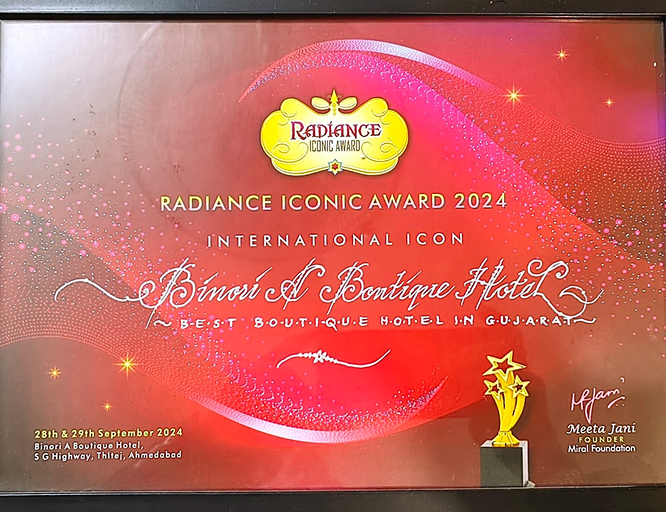 RADIANCE
ICONIC AWARD
RADIANCE ICONIC AWARD 2024
INTERNATIONAL ICON
Binori A Boutique Hotel
~ BEST BOUTIQUE HOTEL IN GUJARAT ~
28th & 29th September 2024
Binori A Boutique Hotel,
S G Highway, Thltej, Ahmedabad
MJani
Meeta Jani
FOUNDER
Miral Foundation